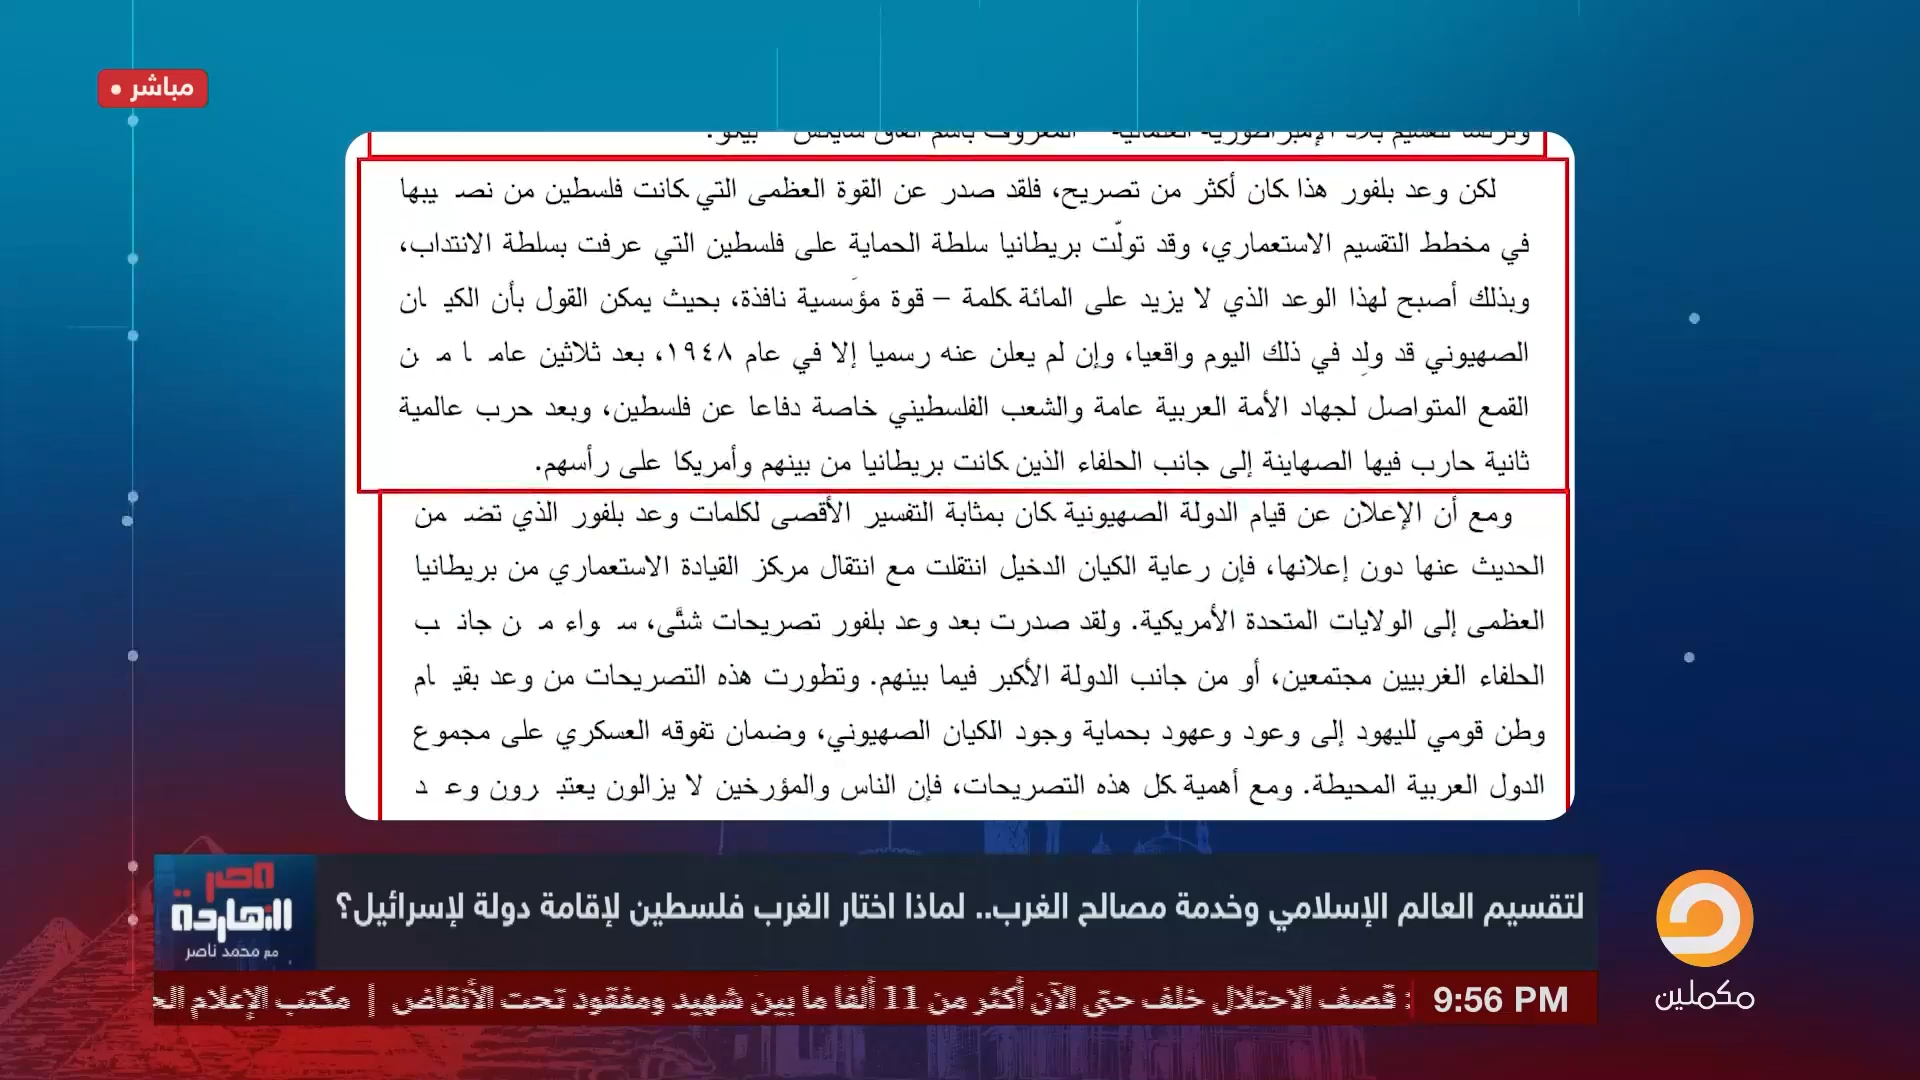 مباشر
وفرنسا لتقسيم بلاد الإمبراطورية العثمانية - المعروف باسم اتفاق سايكس - بيكو.
لكن وعد بلفور هذا كان أكثر من تصريح، فلقد صدر عن القوة العظمى التي كانت فلسطين من نصيبها
في مخطط التقسيم الاستعماري، وقد تولّت بريطانيا سلطة الحماية على فلسطين التي عرفت بسلطة الانتداب،
وبذلك أصبح لهذا الوعد الذي لا يزيد على المائة كلمة – قوة مؤسسية نافذة، بحيث يمكن القول بأن الكيان
الصهيوني قد ولِد في ذلك اليوم واقعيا، وإن لم يعلن عنه رسميا إلا في عام ١٩٤٨، بعد ثلاثين عاما من
القمع المتواصل لجهاد الأمة العربية عامة والشعب الفلسطيني خاصة دفاعا عن فلسطين، وبعد حرب عالمية
ثانية حارب فيها الصهاينة إلى جانب الحلفاء الذين كانت بريطانيا من بينهم وأمريكا على رأسهم.
ومع أن الإعلان عن قيام الدولة الصهيونية كان بمثابة التفسير الأقصى لكلمات وعد بلفور الذي تضمن
الحديث عنها دون إعلانها، فإن رعاية الكيان الدخيل انتقلت مع انتقال مركز القيادة الاستعماري من بريطانيا
العظمى إلى الولايات المتحدة الأمريكية. ولقد صدرت بعد وعد بلفور تصريحات شتَّى، سواء من جانب
الحلفاء الغربيين مجتمعين، أو من جانب الدولة الأكبر فيما بينهم. وتطورت هذه التصريحات من وعد بقيام
وطن قومي لليهود إلى وعود وعهود بحماية وجود الكيان الصهيوني، وضمان تفوقه العسكري على مجموع
الدول العربية المحيطة. ومع أهمية كل هذه التصريحات، فإن الناس والمؤرخين لا يزالون يعتبرون وعد
مصر
النهاردة
مع محمد ناصر
لتقسيم العالم الإسلامي وخدمة مصالح الغرب.. لماذا اختار الغرب فلسطين لإقامة دولة لإسرائيل؟
: قصف الاحتلال خلف حتى الآن أكثر من 11 ألفا ما بين شهيد ومفقود تحت الأنقاض | مكتب الإعلام
9:56 PM
مكملين